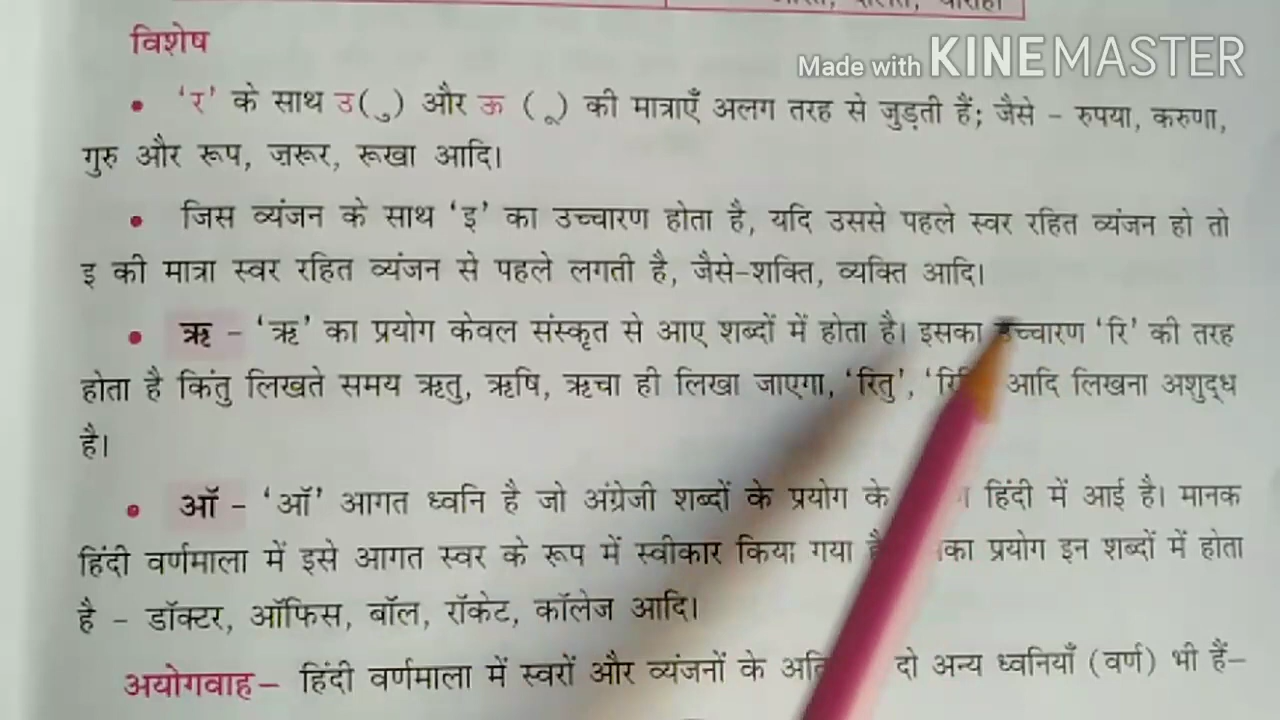 विशेष
Made with KINEMASTER
• 'र' के साथ उ(ु) और ऊ (ू) की मात्राएँ अलग तरह से जुड़ती हैं; जैसे - रुपया, करुणा,
गुरु और रूप, ज़रूर, रूखा आदि।
• जिस व्यंजन के साथ 'इ' का उच्चारण होता है, यदि उससे पहले स्वर रहित व्यंजन हो तो
इ की मात्रा स्वर रहित व्यंजन से पहले लगती है, जैसे-शक्ति, व्यक्ति आदि।
• ऋ - 'ऋ' का प्रयोग केवल संस्कृत से आए शब्दों में होता है। इसका उच्चारण 'रि' की तरह
होता है किंतु लिखते समय ऋतु, ऋषि, ऋचा ही लिखा जाएगा, 'रितु', आदि लिखना अशुद्ध
है।
• ऑ - 'ऑ' आगत ध्वनि है जो अंग्रेजी शब्दों के प्रयोग के हिंदी में आई है। मानक
हिंदी वर्णमाला में इसे आगत स्वर के रूप में स्वीकार किया गया प्रयोग इन शब्दों में होता
है - डॉक्टर, ऑफिस, बॉल, रॉकेट, कॉलेज आदि।
अयोगवाह- हिंदी वर्णमाला में स्वरों और व्यंजनों के दो अन्य ध्वनियाँ (वर्ण) भी हैं-